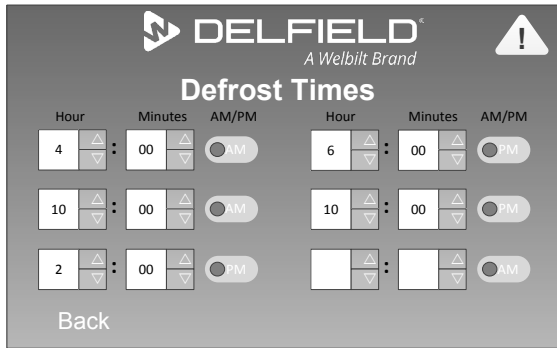 DELFIELD®
A Welbilt Brand
!
Defrost Times
Hour Minutes AM/PM Hour Minutes AM/PM
4 : 00 AM 6 : 00 PM
10 : 00 AM 10 : 00 PM
2 : 00 PM : AM
Back